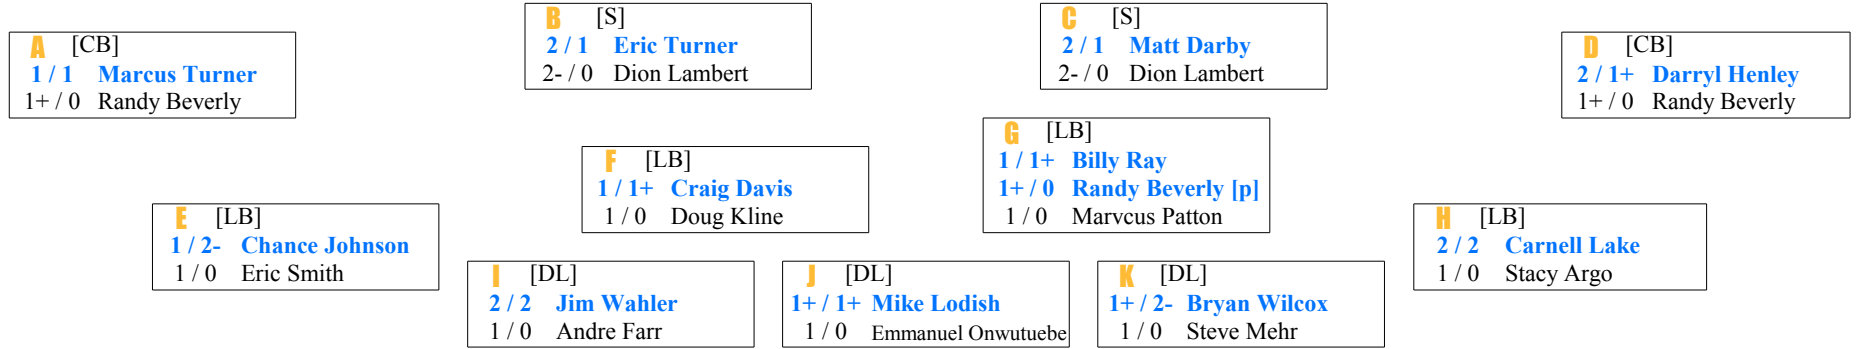 A [CB]
1 / 1 Marcus Turner
1+ / 0 Randy Beverly
B [S]
2 / 1 Eric Turner
2- / 0 Dion Lambert
C [S]
2 / 1 Matt Darby
2- / 0 Dion Lambert
D [CB]
2 / 1+ Darryl Henley
1+ / 0 Randy Beverly
E [LB]
1 / 2- Chance Johnson
1 / 0 Eric Smith
F [LB]
1 / 1+ Craig Davis
1 / 0 Doug Kline
G [LB]
1 / 1+ Billy Ray
1+ / 0 Randy Beverly [p]
1 / 0 Marvcus Patton
H [LB]
2 / 2 Carnell Lake
1 / 0 Stacy Argo
I [DL]
2 / 2 Jim Wahler
1 / 0 Andre Farr
J [DL]
1+ / 1+ Mike Lodish
1 / 0 Emmanuel Onwutuebe
K [DL]
1+ / 2- Bryan Wilcox
1 / 0 Steve Mehr